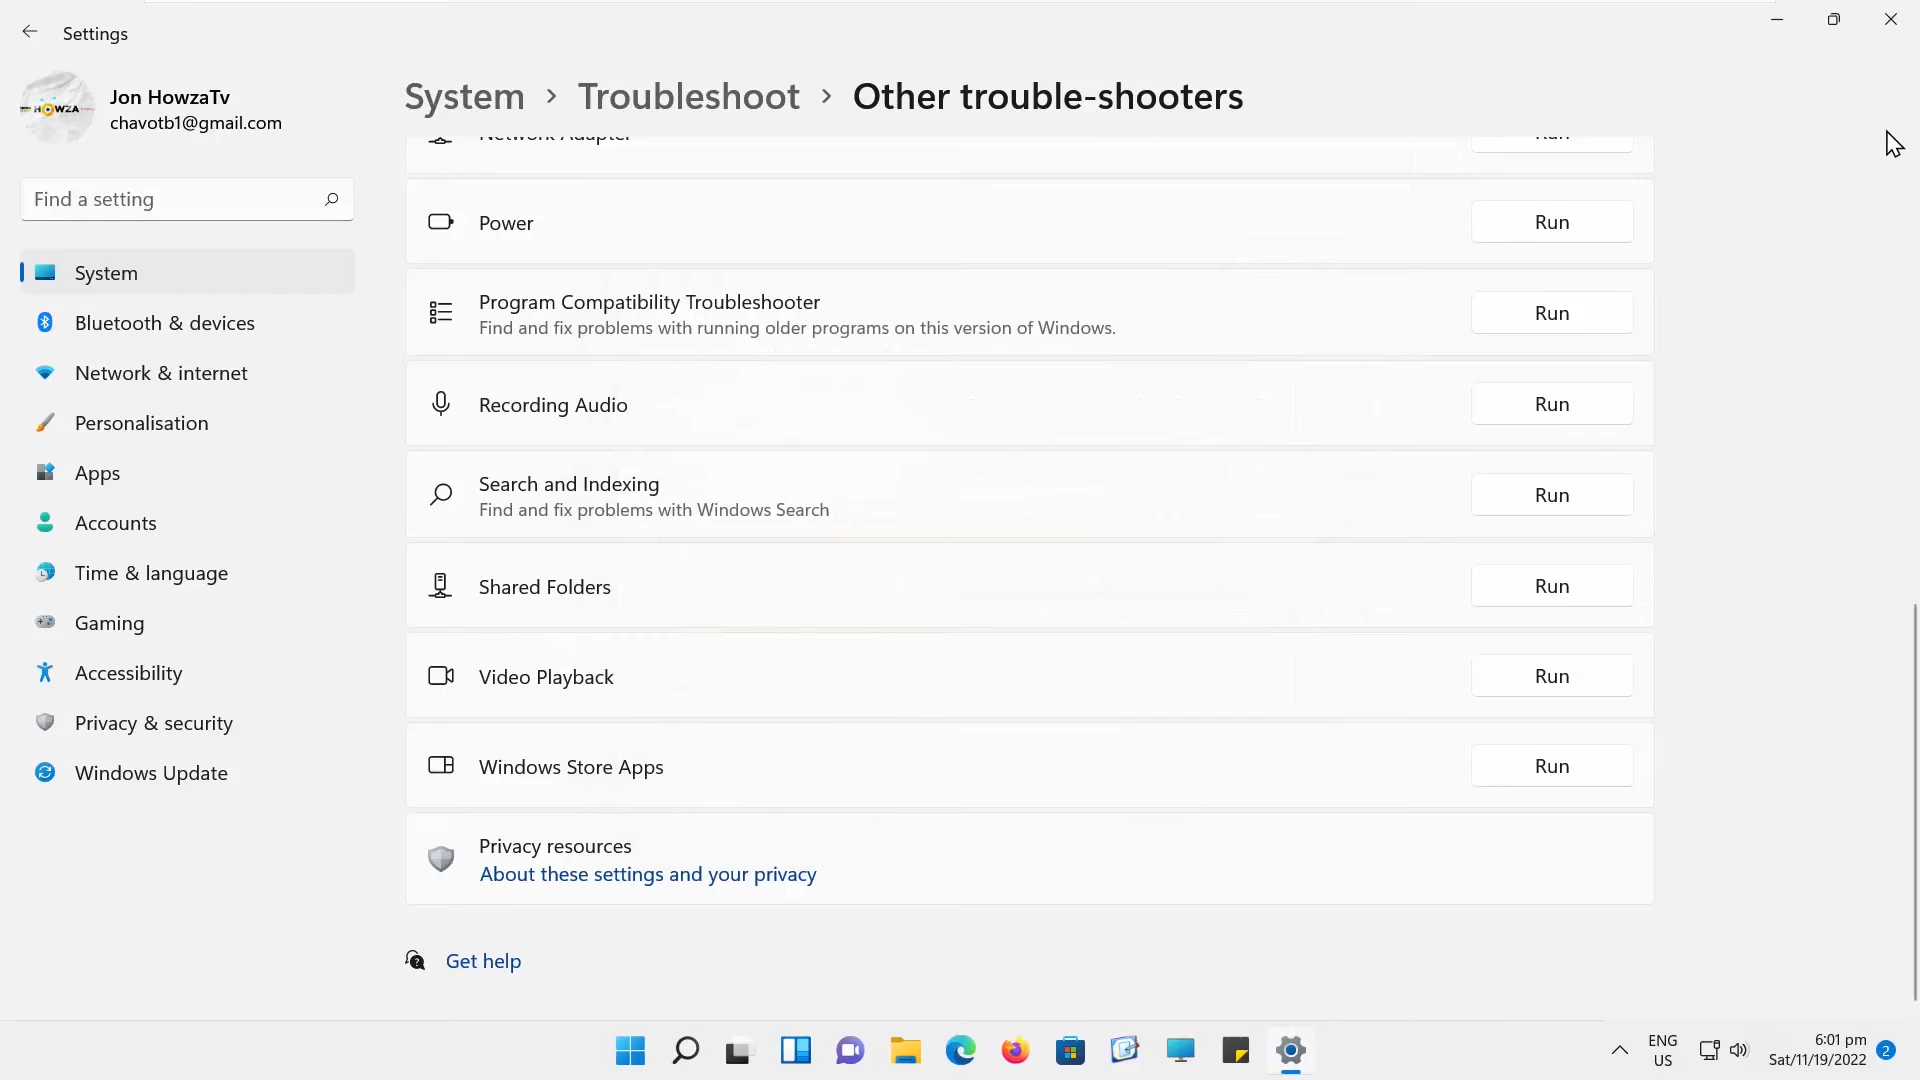 Settings
Jon HowzaTv
chavotb1@gmail.com
HOWZA
Find a setting
System
Bluetooth & devices
Network & internet
Personalisation
Apps
Accounts
Time & language
Gaming
Accessibility
Privacy & security
Windows Update
System > Troubleshoot > Other trouble-shooters
Network Adapter Run
Power Run
Program Compatibility Troubleshooter
Find and fix problems with running older programs on this version of Windows.
Run
Recording Audio Run
Search and Indexing
Find and fix problems with Windows Search
Run
Shared Folders Run
Video Playback Run
Windows Store Apps Run
Privacy resources
About these settings and your privacy
Get help
ENG
US
6:01 pm
Sat/11/19/2022
2